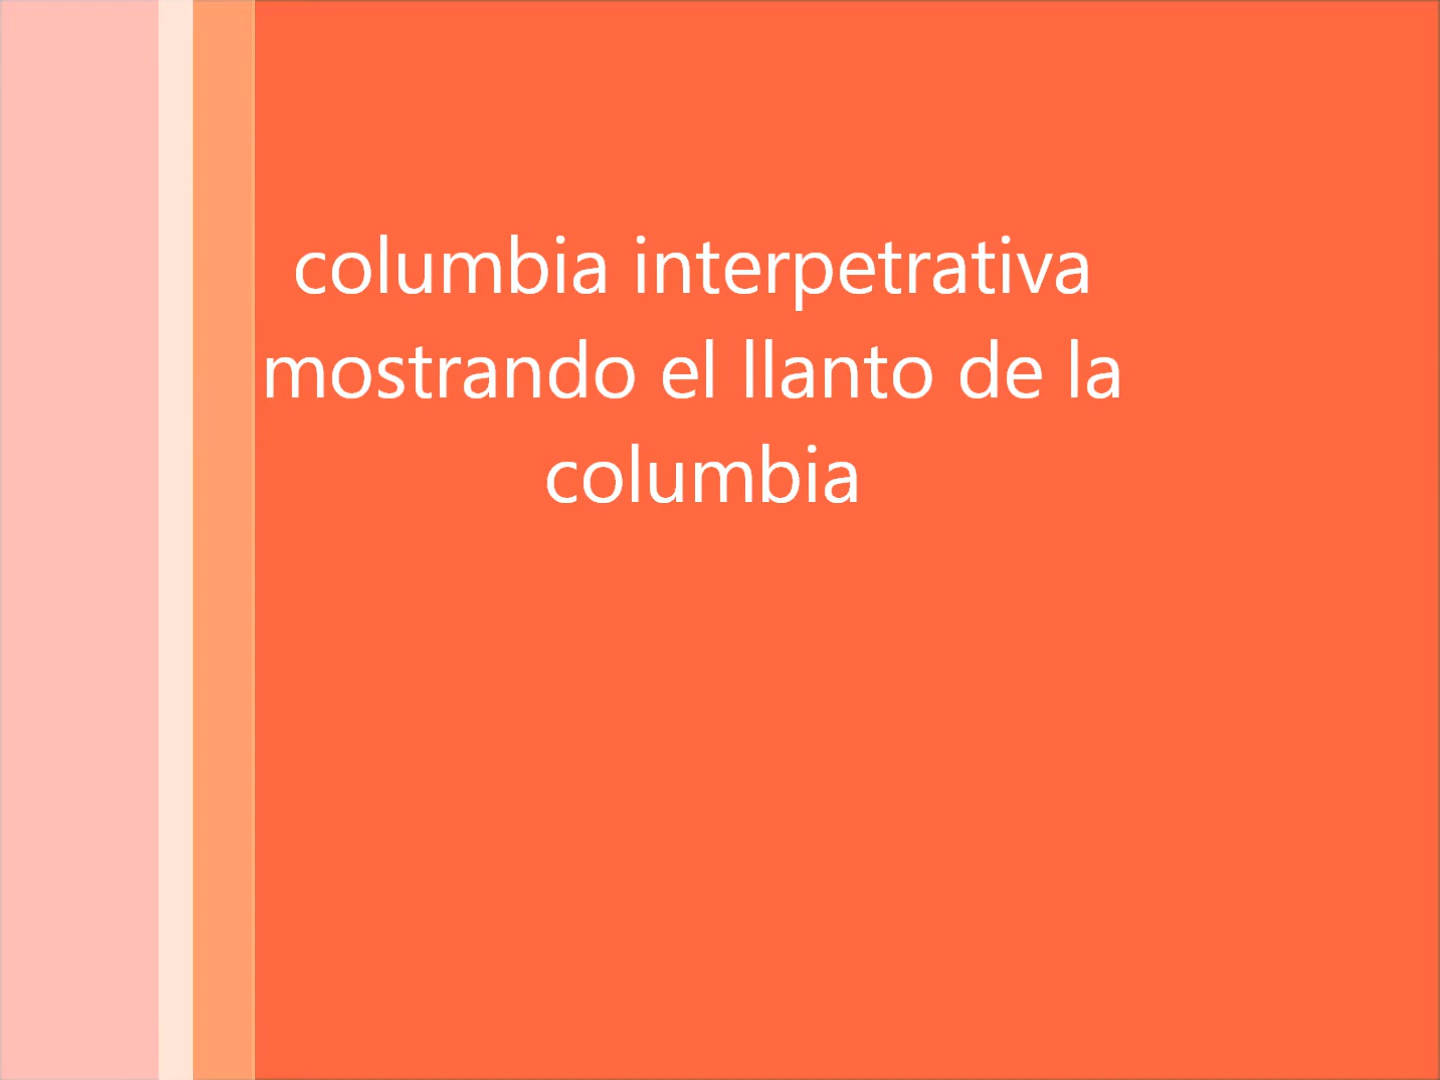 columbia interpetrativa
mostrando el llanto de la
columbia